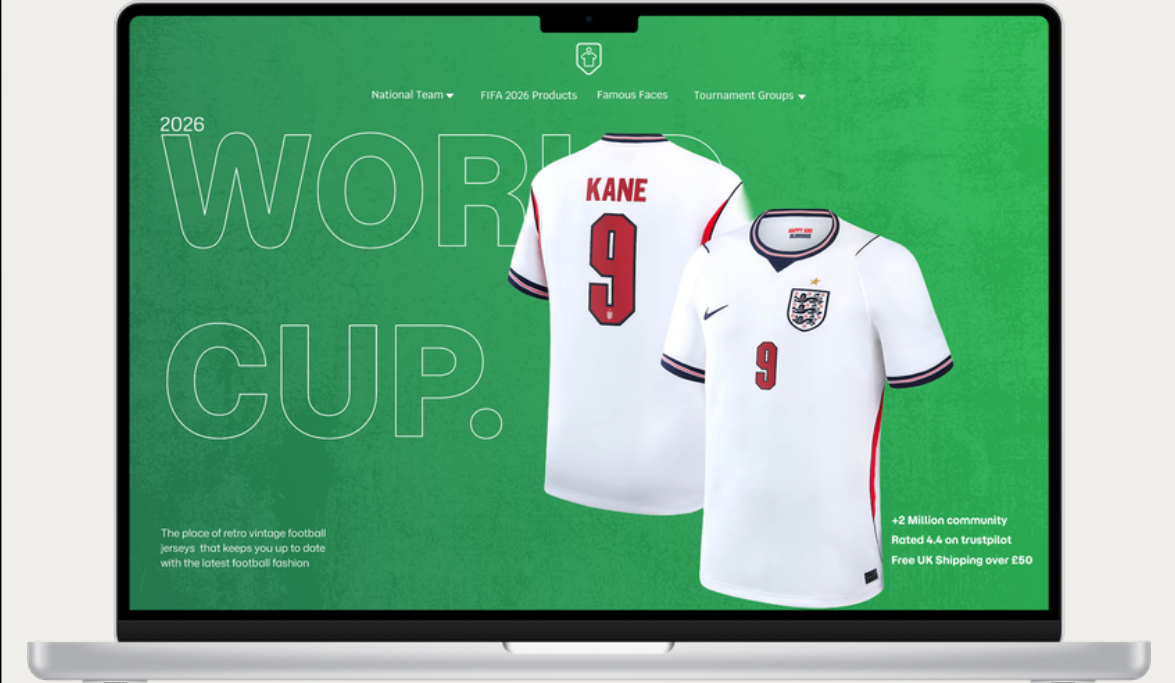 National Team
FIFA 2026 Products
Famous Faces
Tournament Groups
2026
WORLD
CUP.
KANE
9
9
The place of retro vintage football
jerseys that keeps you up to date
with the latest football fashion
+2 Million community
Rated 4.4 on trustpilot
Free UK Shipping over £50